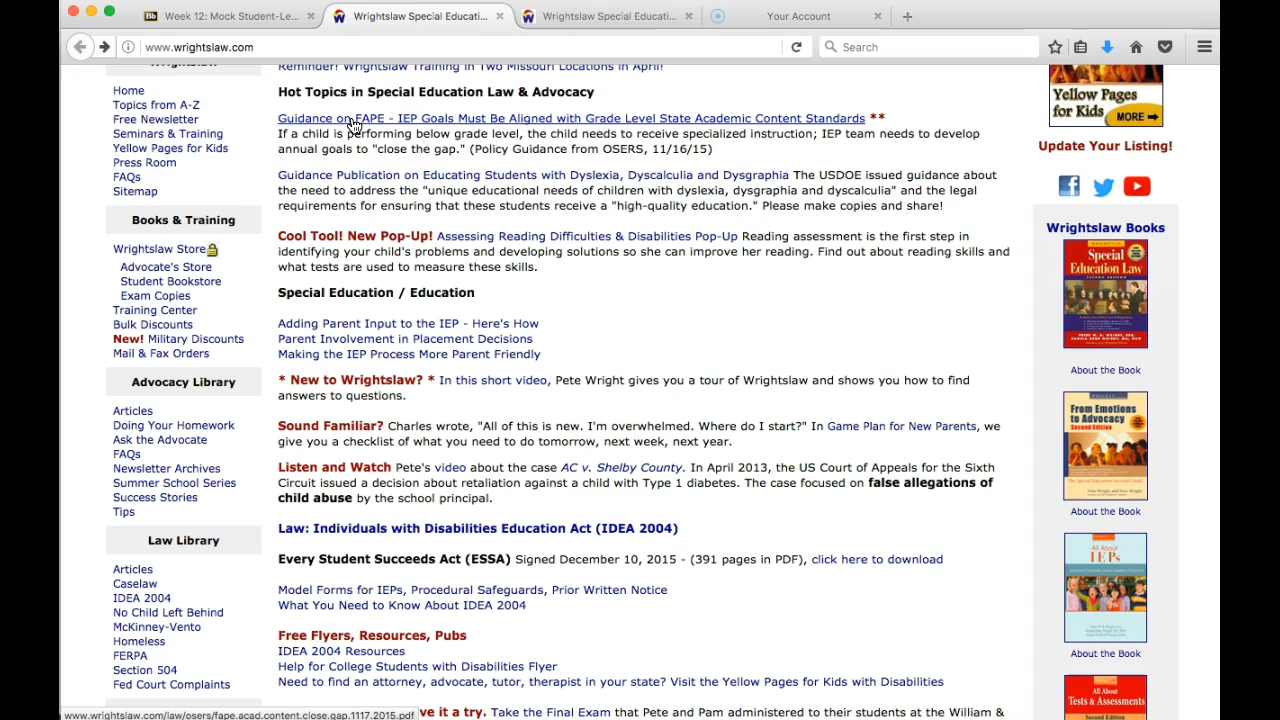 Week 12: Mock Student-Le...
Wrightslaw Special Educati...
Wrightslaw Special Educati...
Your Account
www.wrightslaw.com
Search
Wrightslaw
Home
Topics from A-Z
Free Newsletter
Seminars & Training
Yellow Pages for Kids
Press Room
FAQs
Sitemap
Books & Training
Wrightslaw Store
Advocate's Store
Student Bookstore
Exam Copies
Training Center
Bulk Discounts
New! Military Discounts
Mail & Fax Orders
Advocacy Library
Articles
Doing Your Homework
Ask the Advocate
FAQs
Newsletter Archives
Summer School Series
Success Stories
Tips
Law Library
Articles
Caselaw
IDEA 2004
No Child Left Behind
McKinney-Vento
Homeless
FERPA
Section 504
Fed Court Complaints
Reminder! Wrightslaw Training in Two Missouri Locations in April!
Hot Topics in Special Education Law & Advocacy
Guidance on FAPE - IEP Goals Must Be Aligned with Grade Level State Academic Content Standards **
If a child is performing below grade level, the child needs to receive specialized instruction; IEP team needs to develop
annual goals to "close the gap." (Policy Guidance from OSERS, 11/16/15)
Guidance Publication on Educating Students with Dyslexia, Dyscalculia and Dysgraphia The USDOE issued guidance about
the need to address the "unique educational needs of children with dyslexia, dysgraphia and dyscalculia" and the legal
requirements for ensuring that these students receive a "high-quality education." Please make copies and share!
Cool Tool! New Pop-Up! Assessing Reading Difficulties & Disabilities Pop-Up Reading assessment is the first step in
identifying your child's problems and developing solutions so she can improve her reading. Find out about reading skills and
what tests are used to measure these skills.
Special Education / Education
Adding Parent Input to the IEP - Here's How
Parent Involvement in Placement Decisions
Making the IEP Process More Parent Friendly
* New to Wrightslaw? * In this short video, Pete Wright gives you a tour of Wrightslaw and shows you how to find
answers to questions.
Sound Familiar? Charles wrote, "All of this is new. I'm overwhelmed. Where do I start?" In Game Plan for New Parents, we
give you a checklist of what you need to do tomorrow, next week, next year.
Listen and Watch Pete's video about the case AC v. Shelby County. In April 2013, the US Court of Appeals for the Sixth
Circuit issued a decision about retaliation against a child with Type 1 diabetes. The case focused on false allegations of
child abuse by the school principal.
Law: Individuals with Disabilities Education Act (IDEA 2004)
Every Student Succeeds Act (ESSA) Signed December 10, 2015 - (391 pages in PDF), click here to download
Model Forms for IEPs, Procedural Safeguards, Prior Written Notice
What You Need to Know About IDEA 2004
Free Flyers, Resources, Pubs
IDEA 2004 Resources
Help for College Students with Disabilities Flyer
Need to find an attorney, advocate, tutor, therapist in your state? Visit the Yellow Pages for Kids with Disabilities
ve it a try. Take the Final Exam that Pete and Pam administered to their students at the William &
www.wrightslaw.com/law/osers/fape.acad.content.close.gap.1117.2015.pdf
Yellow Pages
for Kids
MORE
Update Your Listing!
Wrightslaw Books
Special
Education Law
About the Book
From Emotions
to Advocacy
About the Book
All About
IEPs
About the Book
All About
Tests & Assessments